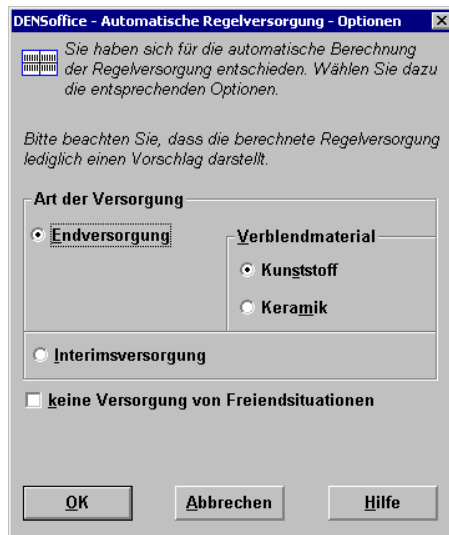 DENSoffice - Automatische Regelversorgung - Optionen
Sie haben sich für die automatische Berechnung
der Regelversorgung entschieden. Wählen Sie dazu
die entsprechenden Optionen.
Bitte beachten Sie, dass die berechnete Regelversorgung
lediglich einen Vorschlag darstellt.
Art der Versorgung
Endversorgung
Verblendmaterial
Kunststoff
Keramik
Interimsversorgung
keine Versorgung von Freiendsituationen
OK Abbrechen Hilfe